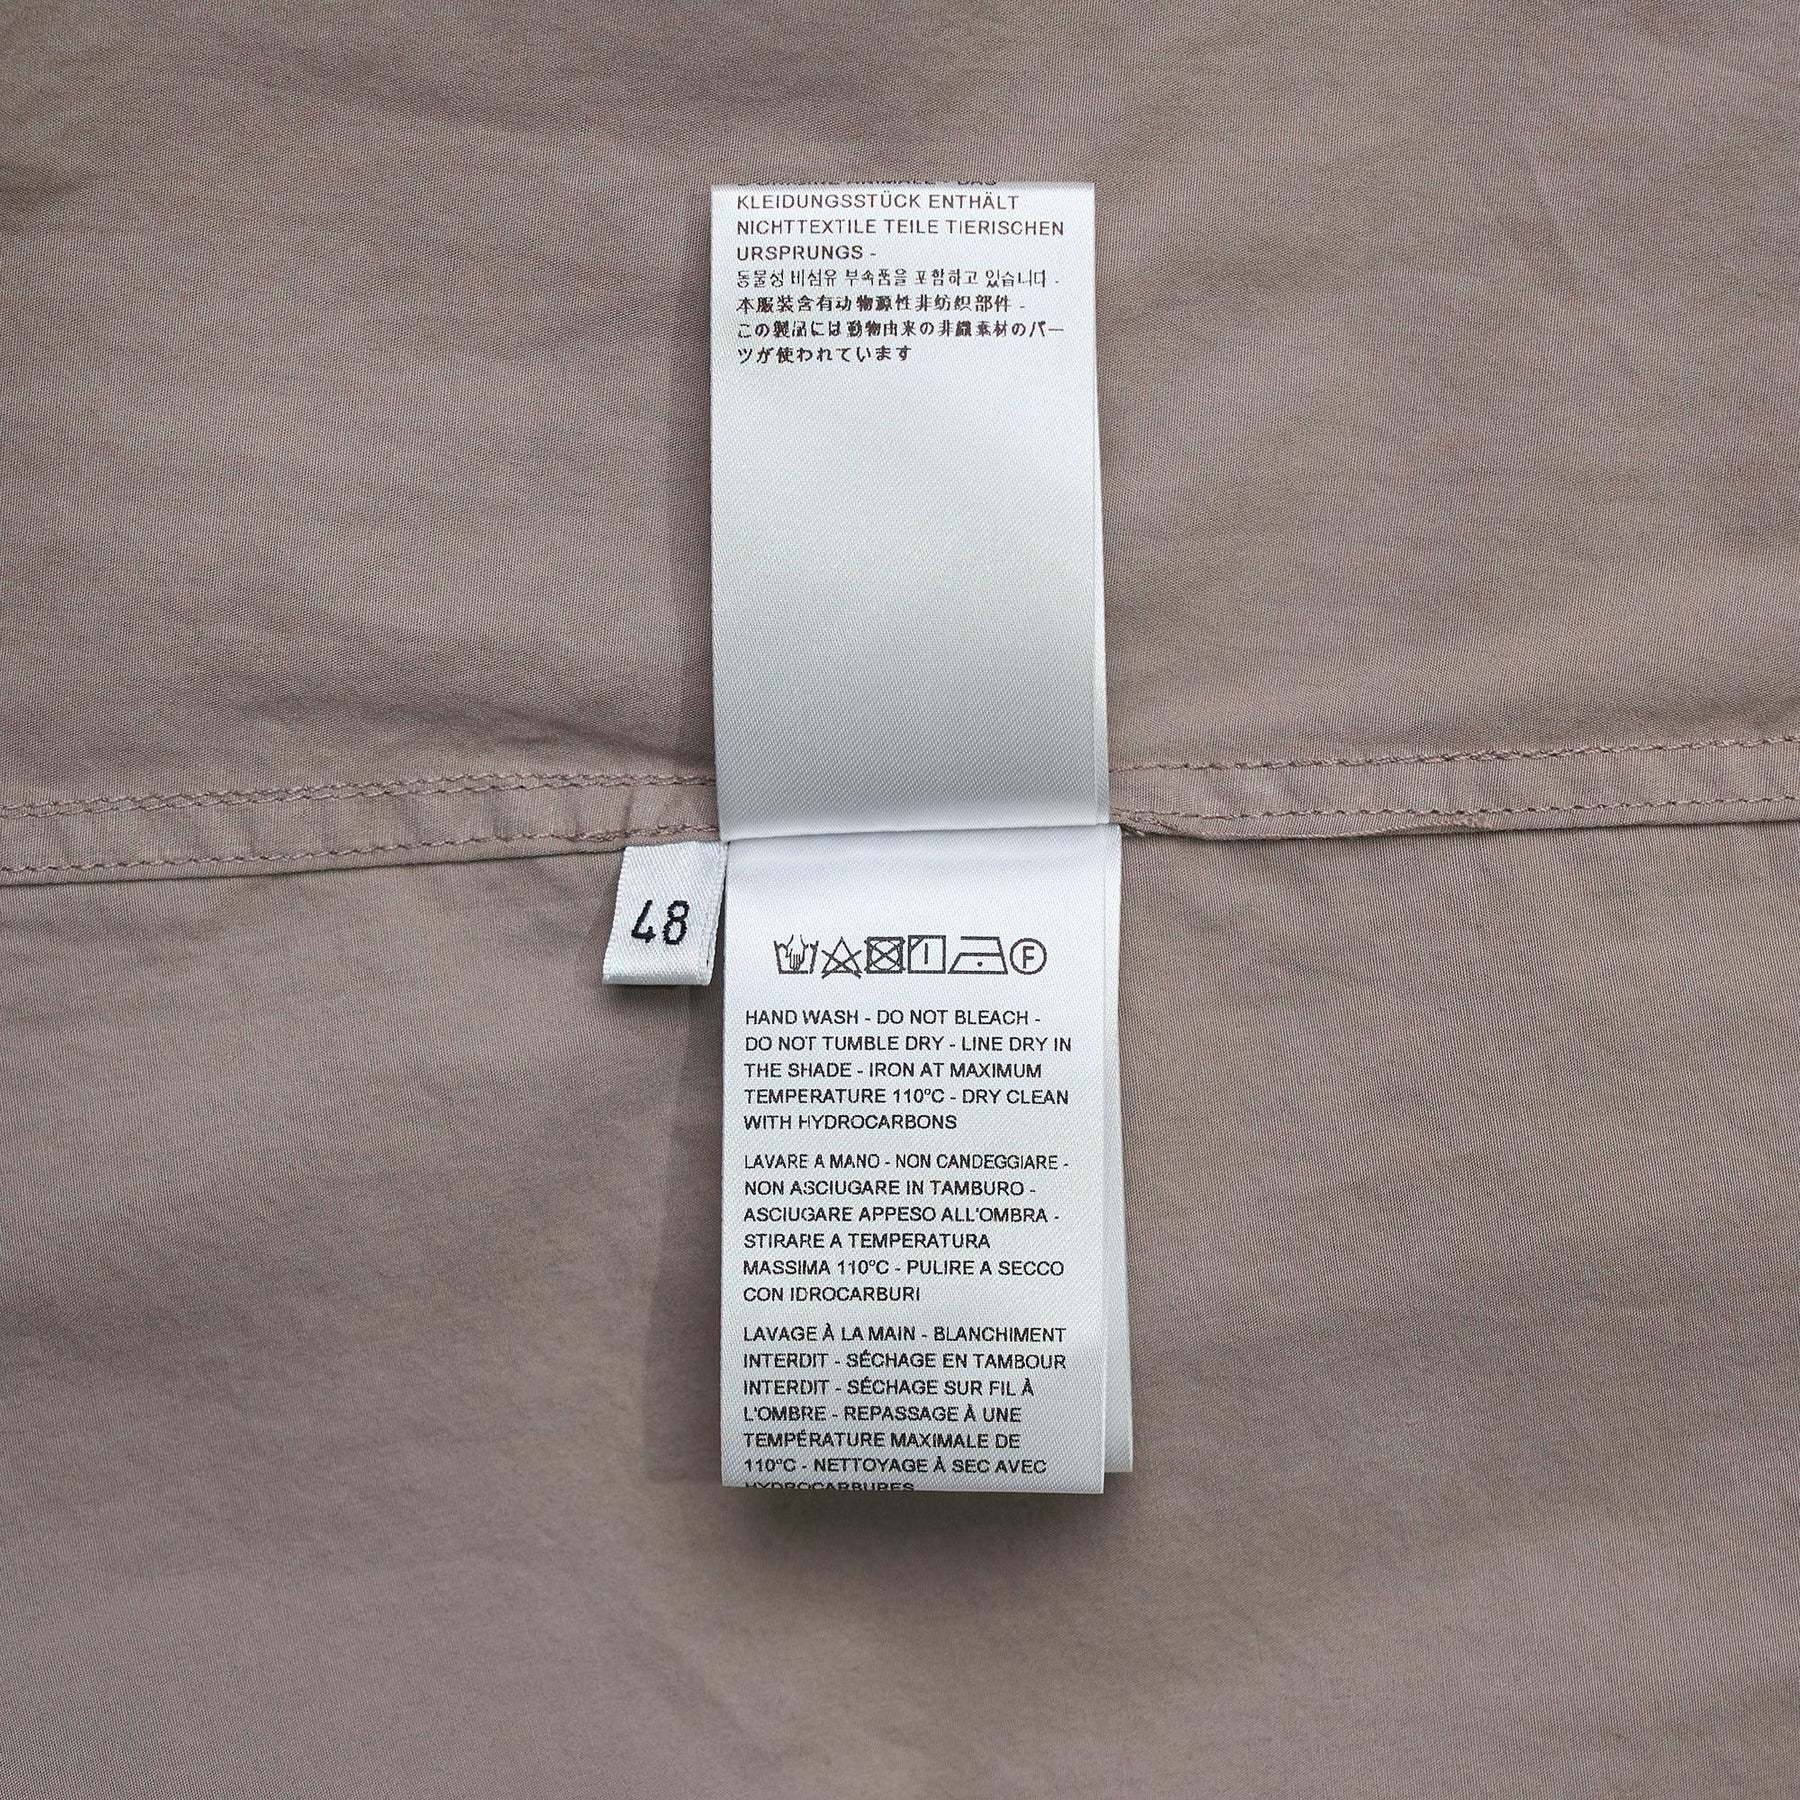 KLEIDUNGSSTÜCK ENTHÄLT
NICHTTEXTILE TEILE TIERISCHEN
URSPRUNGS -
동물성 비섬유 부속품을 포함하고 있습니다 -
本服装含有动物源性非纺织部件 -
この製品には動物由来の非繊維素材のパー
ツが使われています
48
F
HAND WASH - DO NOT BLEACH -
DO NOT TUMBLE DRY - LINE DRY IN
THE SHADE - IRON AT MAXIMUM
TEMPERATURE 110°C - DRY CLEAN
WITH HYDROCARBONS
LAVARE A MANO - NON CANDEGGIARE -
NON ASCIUGARE IN TAMBURO -
ASCIUGARE APPESO ALL'OMBRA -
STIRARE A TEMPERATURA
MASSIMA 110°C - PULIRE A SECCO
CON IDROCARBURI
LAVAGE À LA MAIN - BLANCHIMENT
INTERDIT - SÉCHAGE EN TAMBOUR
INTERDIT - SÉCHAGE SUR FIL À
L'OMBRE - REPASSAGE À UNE
TEMPÉRATURE MAXIMALE DE
110°C - NETTOYAGE À SEC AVEC
HYDROCARBURES